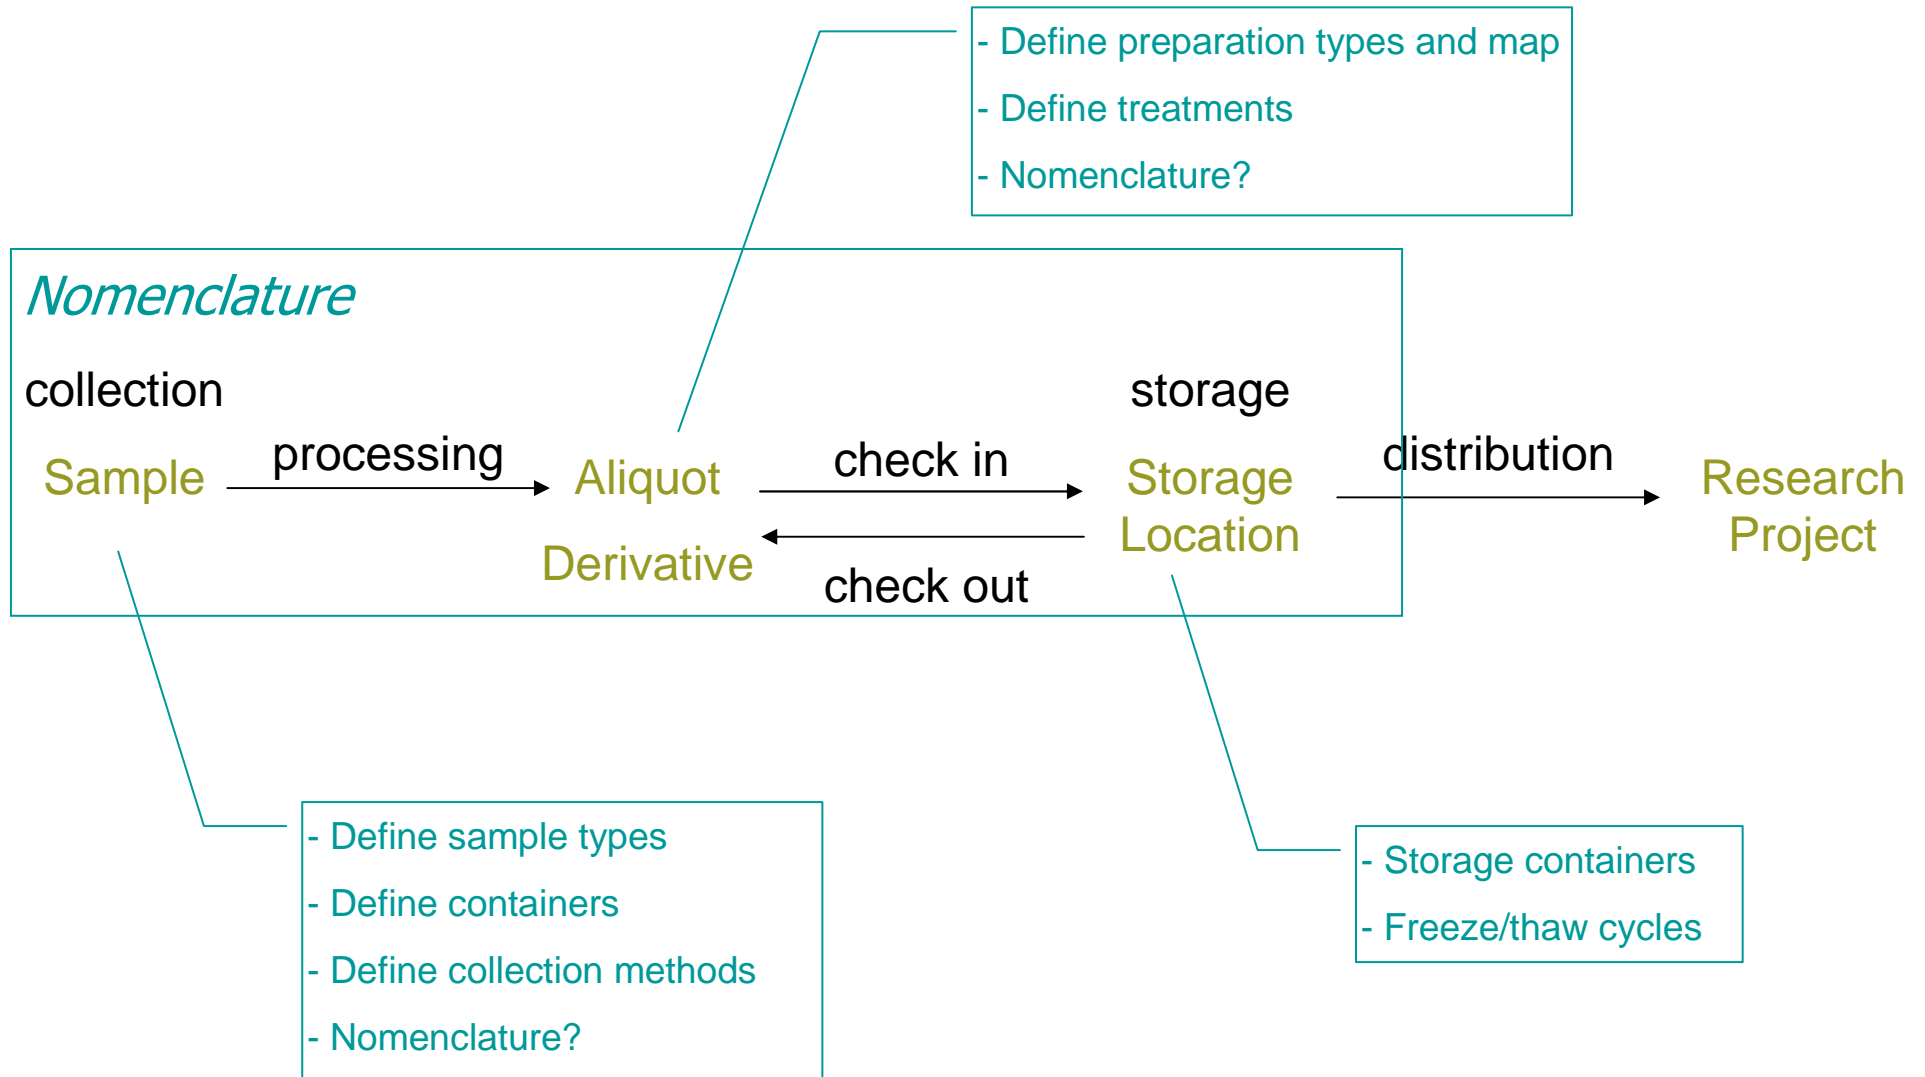 - Define preparation types and map
- Define treatments
- Nomenclature?
Nomenclature
collection
storage
processing
check in
distribution
Sample
Aliquot
Storage
Location
Research
Project
Derivative
check out
- Define sample types
- Define containers
- Define collection methods
- Nomenclature?
- Storage containers
- Freeze/thaw cycles